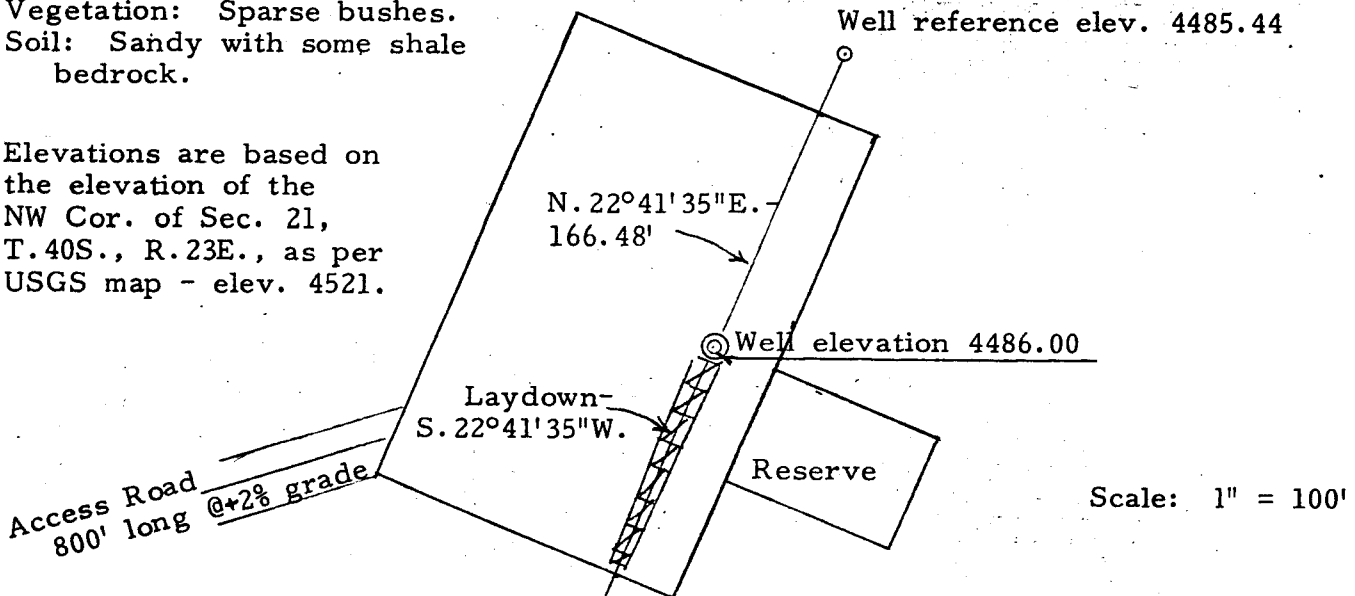 Vegetation: Sparse bushes.
Soil: Sandy with some shale
bedrock.
Well reference elev. 4485.44
Elevations are based on
the elevation of the
NW Cor. of Sec. 21,
T.40S., R.23E., as per
USGS map - elev. 4521.
N.22°41'35"E.
166.48'
Well elevation 4486.00
Laydown-
S.22°41'35"W.
Reserve
Scale: 1" = 100'
Access Road
800' long @+2% grade